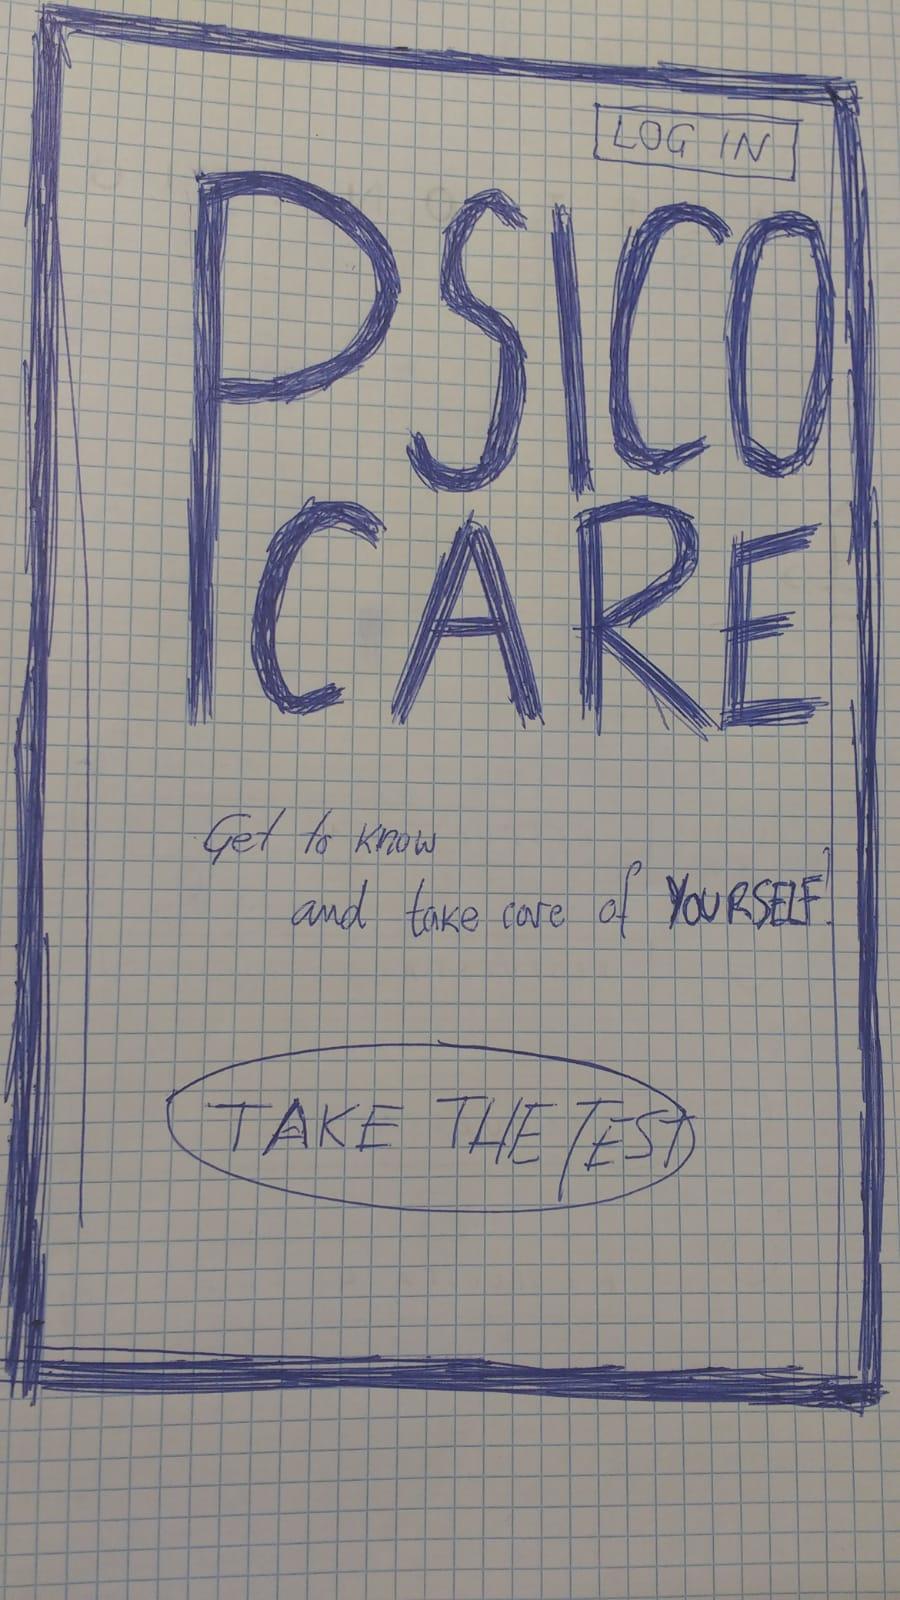 LOG IN
PSICO
CARE
Get to know
and take care of YOURSELF!
TAKE THE TEST